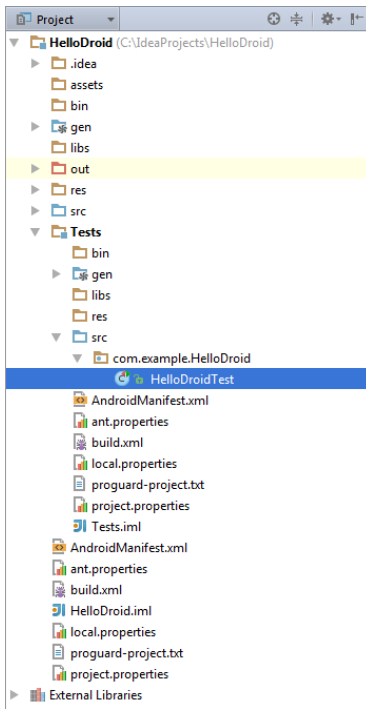 Project
HelloDroid (C:\IdeaProjects\HelloDroid)
.idea
assets
bin
gen
libs
out
res
src
Tests
bin
gen
libs
res
src
com.example.HelloDroid
HelloDroidTest
AndroidManifest.xml
ant.properties
build.xml
local.properties
proguard-project.txt
project.properties
Tests.iml
AndroidManifest.xml
ant.properties
build.xml
HelloDroid.iml
local.properties
proguard-project.txt
project.properties
External Libraries